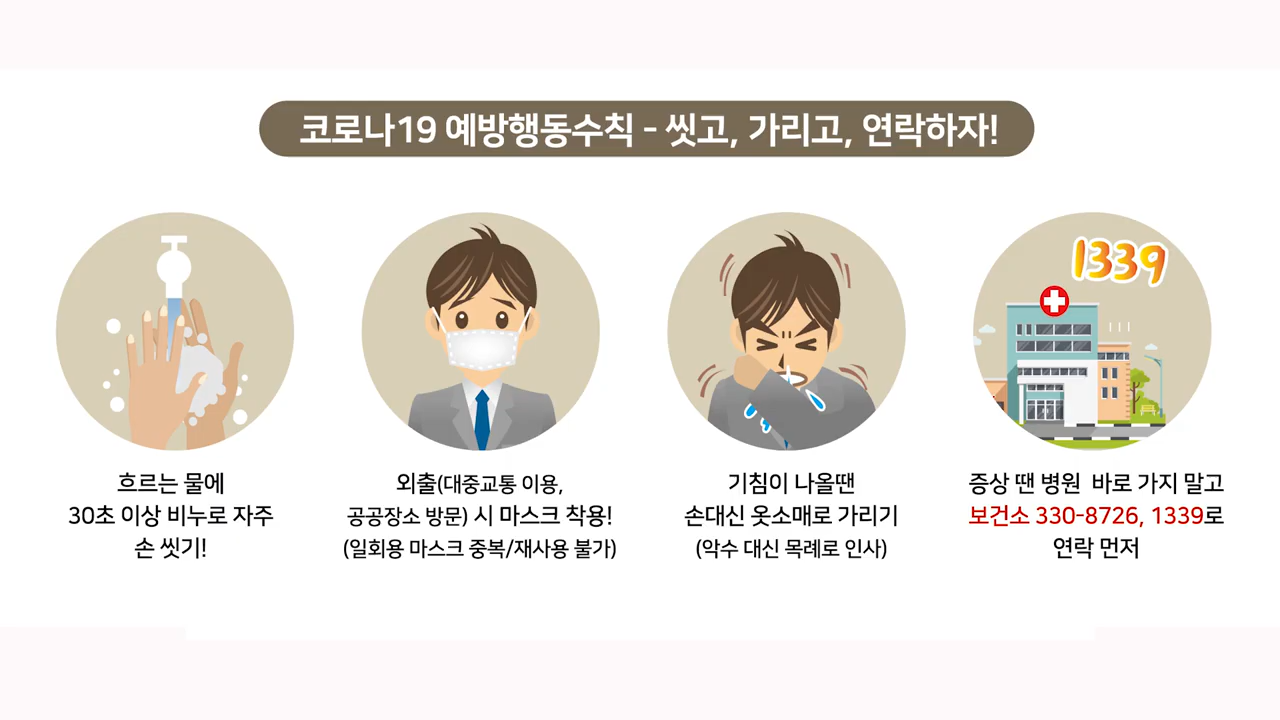 코로나19 예방행동수칙 - 씻고, 가리고, 연락하자!
흐르는 물에
30초 이상 비누로 자주
손 씻기!
외출(대중교통 이용,
공공장소 방문) 시 마스크 착용!
(일회용 마스크 중복/재사용 불가)
기침이 나올땐
손대신 옷소매로 가리기
(악수 대신 목례로 인사)
1339
증상 땐 병원 바로 가지 말고
보건소 330-8726, 1339로
연락 먼저